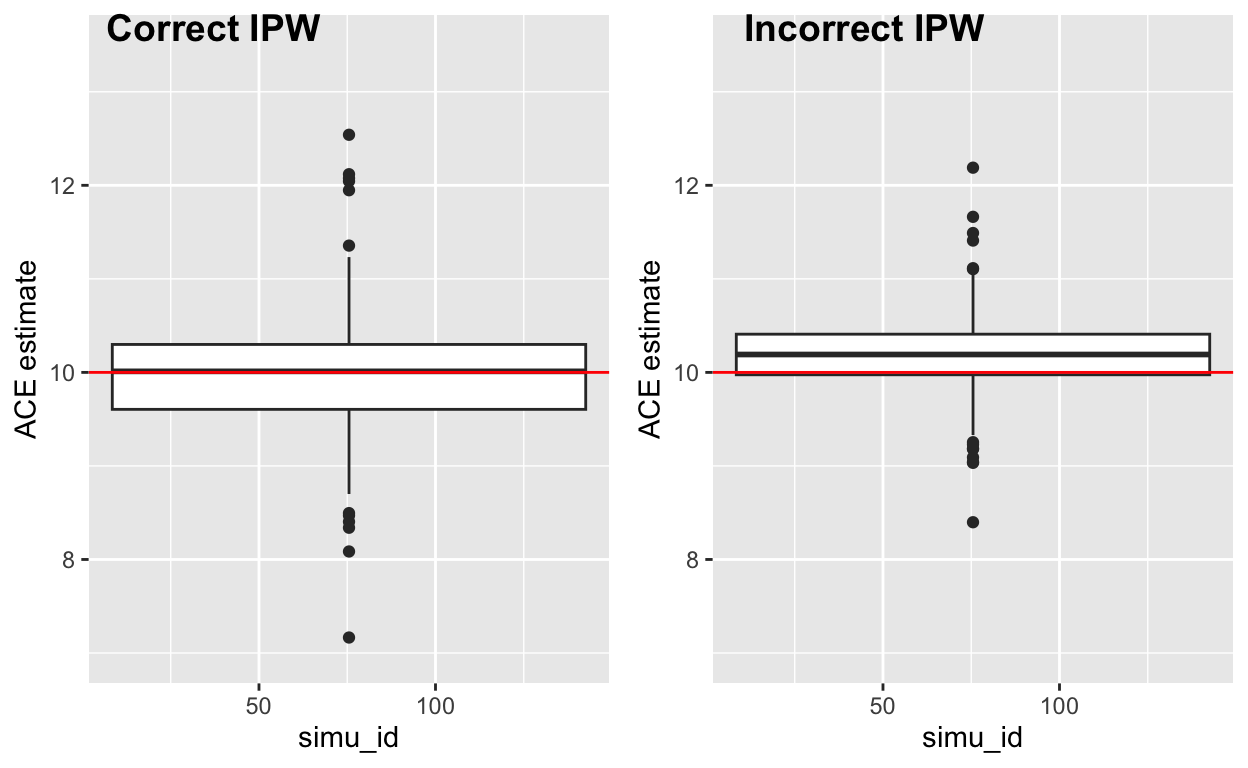 Correct IPW
12
10
8
ACE estimate
50 100
simu_id
Incorrect IPW
12
10
8
ACE estimate
50 100
simu_id